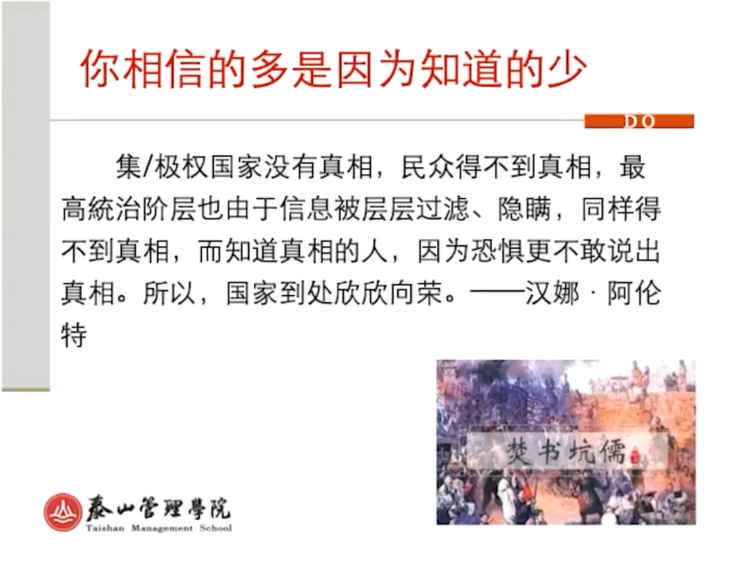 你相信的多是因为知道的少
DO
集/极权国家没有真相，民众得不到真相，最
高統治阶层也由于信息被层层过滤、隐瞒，同样得
不到真相，而知道真相的人，因为恐惧更不敢说出
真相。所以，国家到处欣欣向荣。——汉娜·阿伦
特
焚书坑儒
泰山管理學院
Taishan Management School